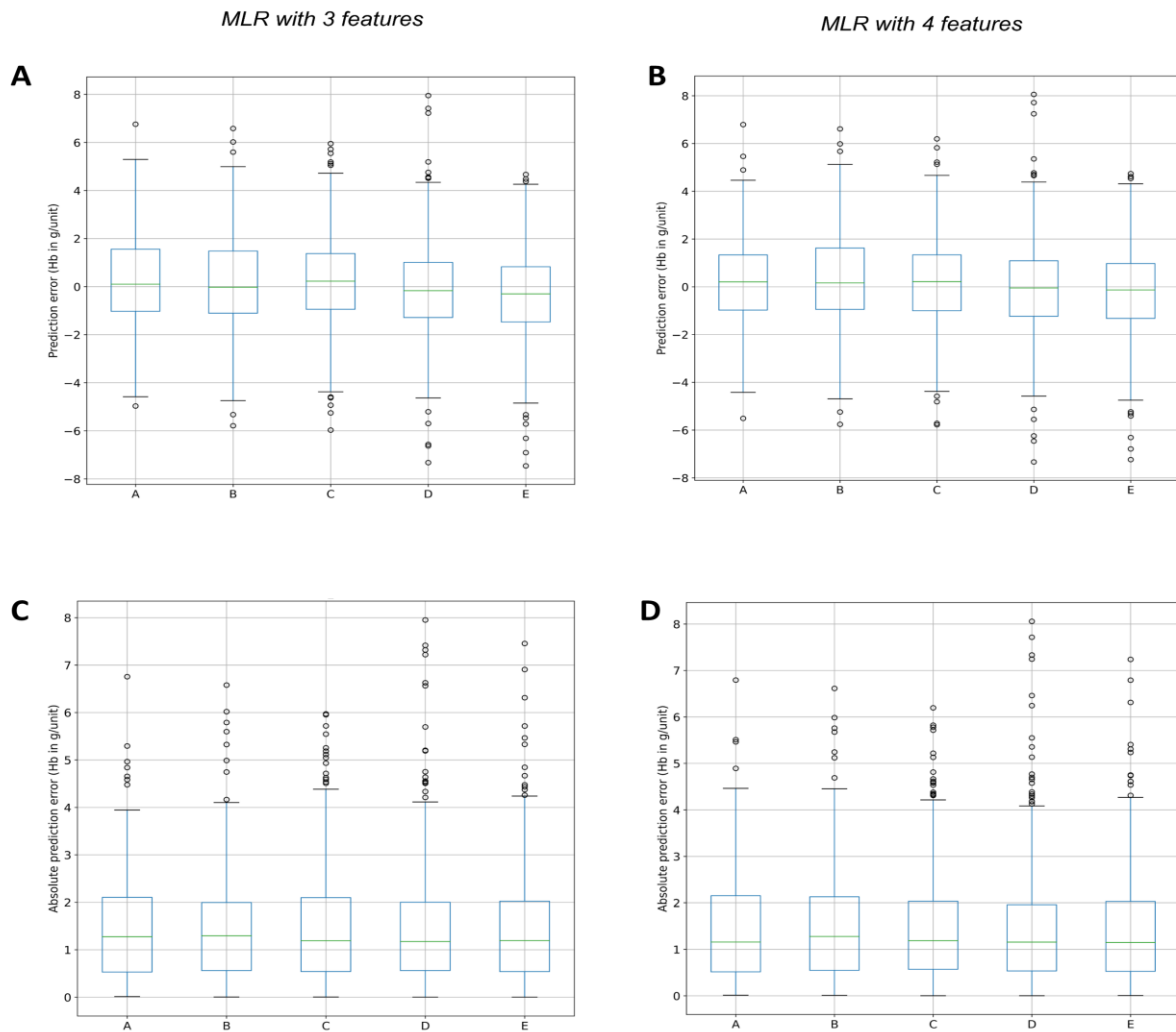 MLR with 3 features
MLR with 4 features
A
8
6
4
2
0
−2
−4
−6
−8
Prediction error (Hb in g/unit)
A B C D E
B
8
6
4
2
0
−2
−4
−6
−8
Prediction error (Hb in g/unit)
A B C D E
C
8
7
6
5
4
3
2
1
0
Absolute prediction error (Hb in g/unit)
A B C D E
D
8
7
6
5
4
3
2
1
0
Absolute prediction error (Hb in g/unit)
A B C D E